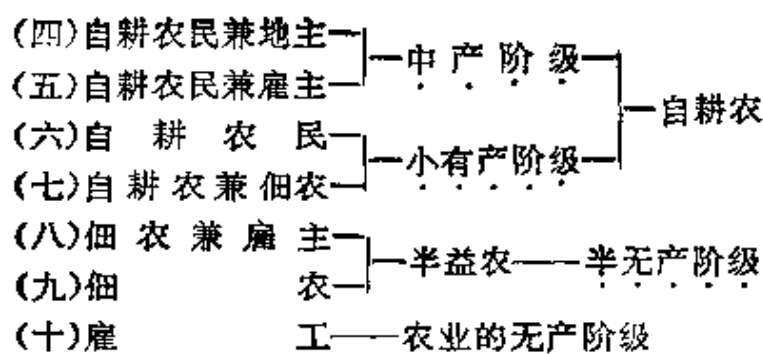 (四)自耕农民兼地主
(五)自耕农民兼雇主
中产阶级
(六)自耕农民
(七)自耕农兼佃农
小有产阶级
自耕农
(八)佃农兼雇主
(九)佃农
半益农——半无产阶级
(十)雇工——农业的无产阶级